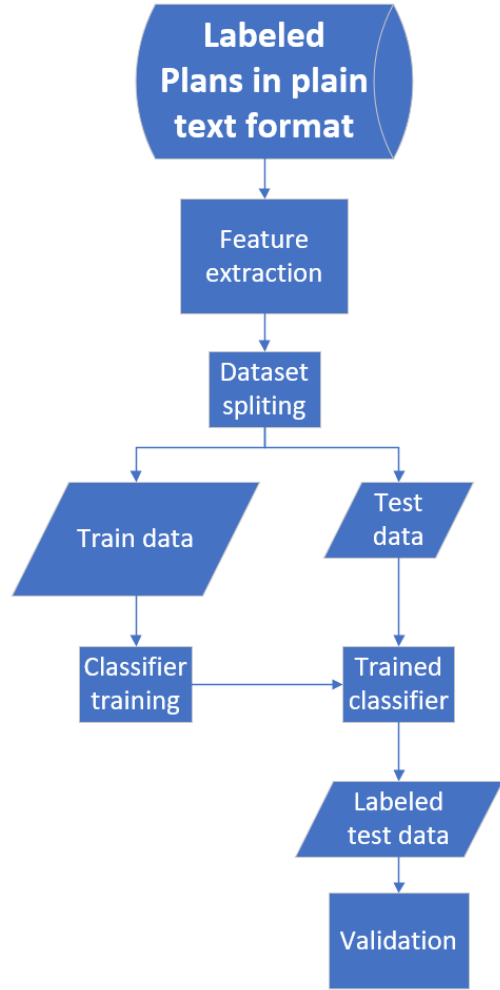 Labeled
Plans in plain
text format
Feature
extraction
Dataset
spliting
Train data
Test
data
Classifier
training
Trained
classifier
Labeled
test data
Validation